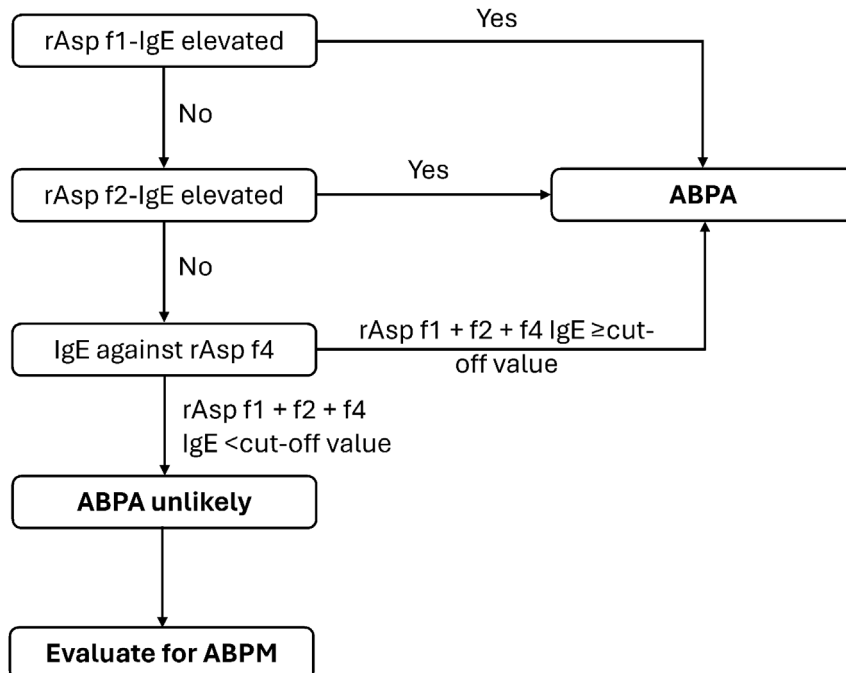 rAsp f1-IgE elevated
Yes
No
rAsp f2-IgE elevated
Yes
ABPA
No
IgE against rAsp f4
rAsp f1 + f2 + f4 IgE ≥cut-
off value
rAsp f1 + f2 + f4
IgE <cut-off value
ABPA unlikely
Evaluate for ABPM